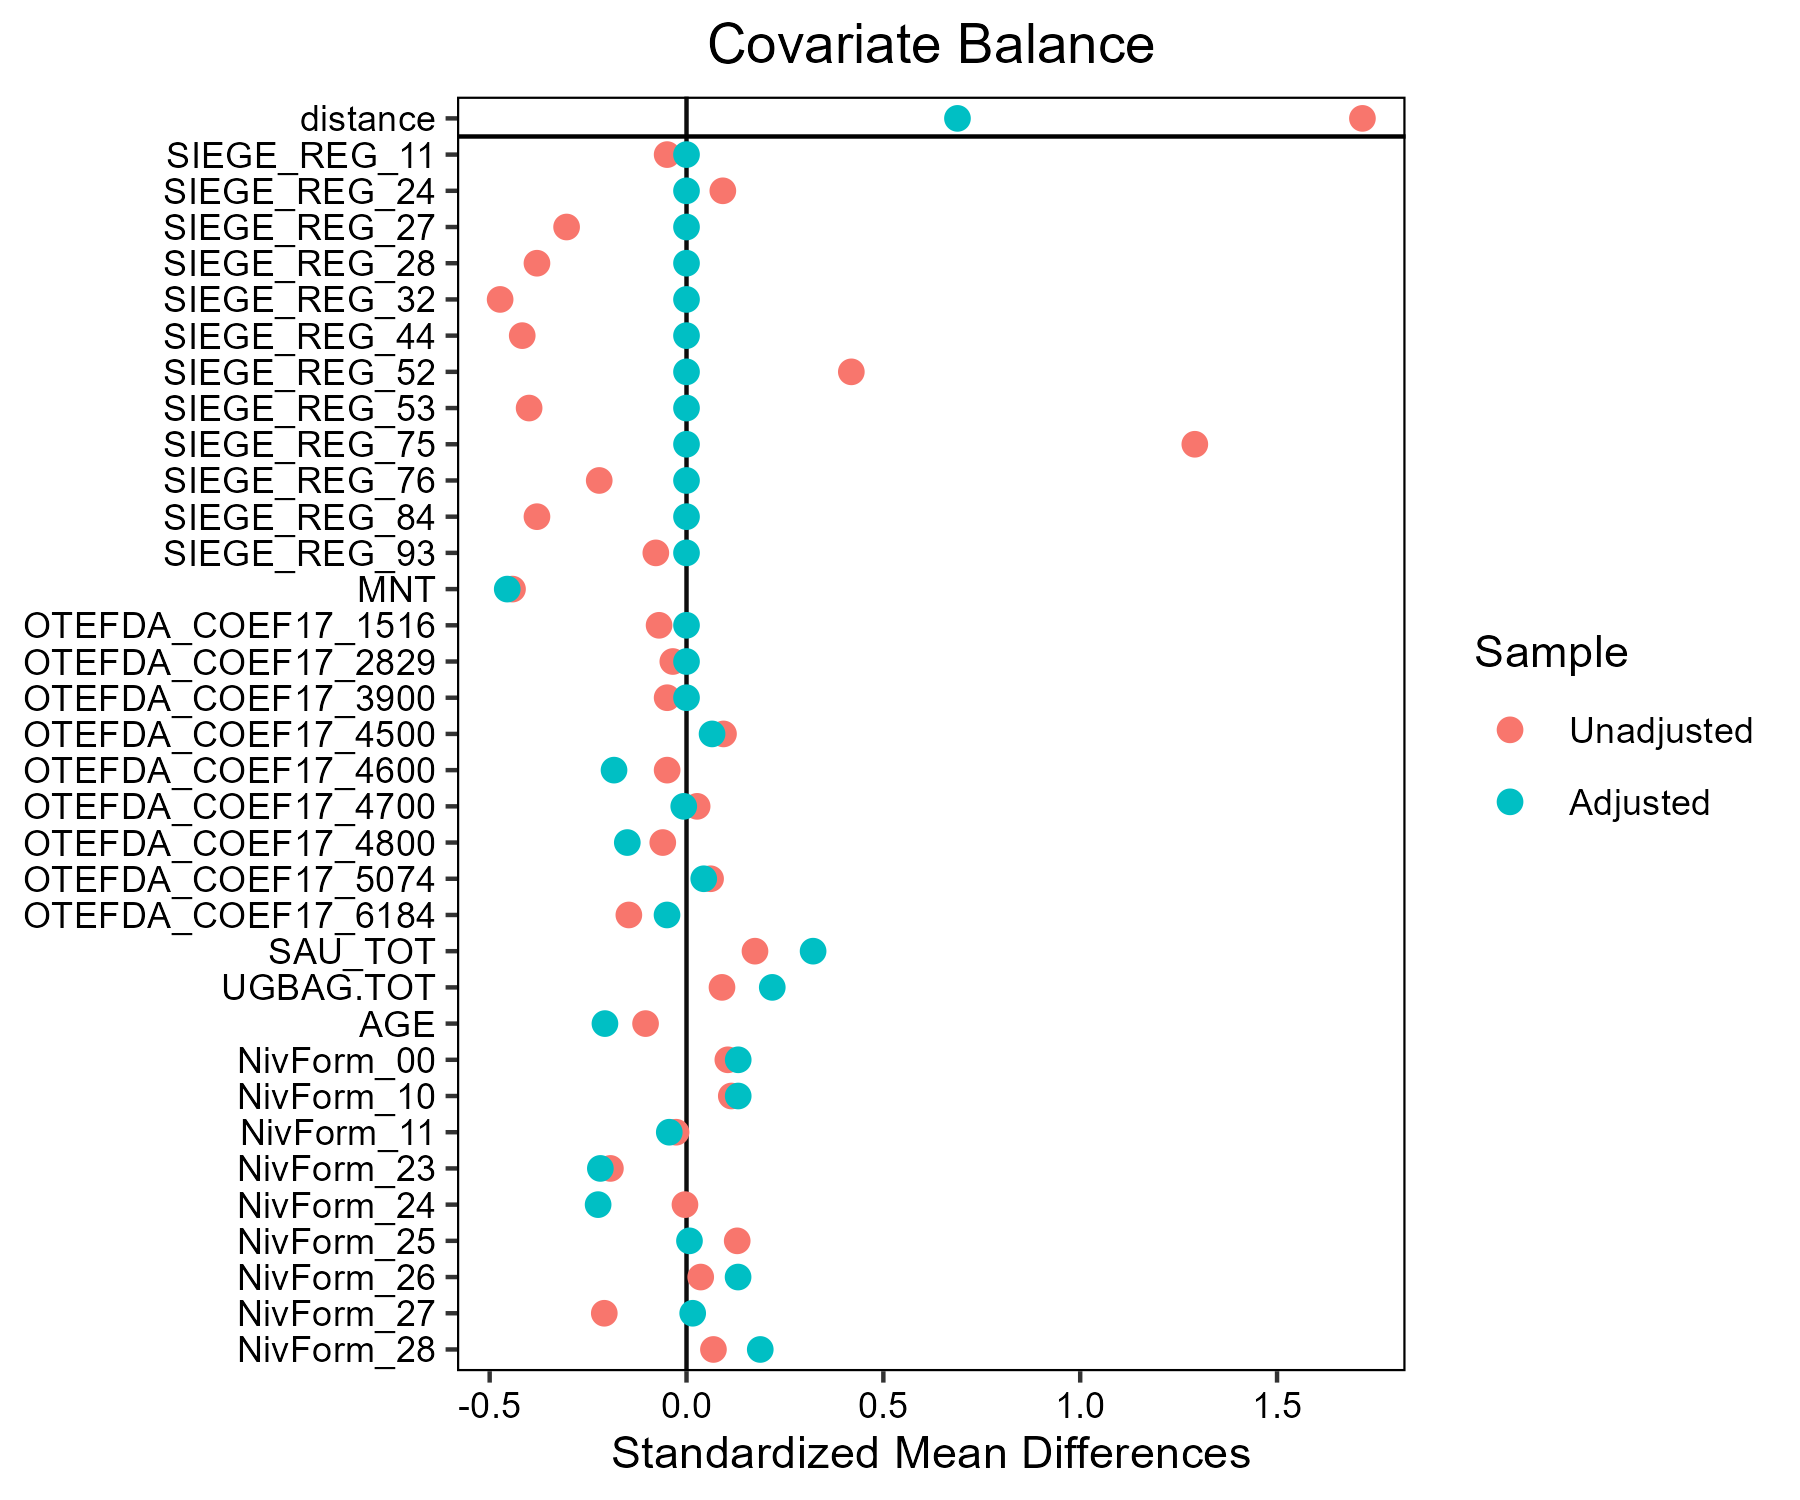 Covariate Balance
distance
SIEGE_REG_11
SIEGE_REG_24
SIEGE_REG_27
SIEGE_REG_28
SIEGE_REG_32
SIEGE_REG_44
SIEGE_REG_52
SIEGE_REG_53
SIEGE_REG_75
SIEGE_REG_76
SIEGE_REG_84
SIEGE_REG_93
MNT
OTEFDA_COEF17_1516
OTEFDA_COEF17_2829
OTEFDA_COEF17_3900
OTEFDA_COEF17_4500
OTEFDA_COEF17_4600
OTEFDA_COEF17_4700
OTEFDA_COEF17_4800
OTEFDA_COEF17_5074
OTEFDA_COEF17_6184
SAU_TOT
UGBAG.TOT
AGE
NivForm_00
NivForm_10
NivForm_11
NivForm_23
NivForm_24
NivForm_25
NivForm_26
NivForm_27
NivForm_28
-0.5 0.0 0.5 1.0 1.5
Standardized Mean Differences
Sample
Unadjusted
Adjusted